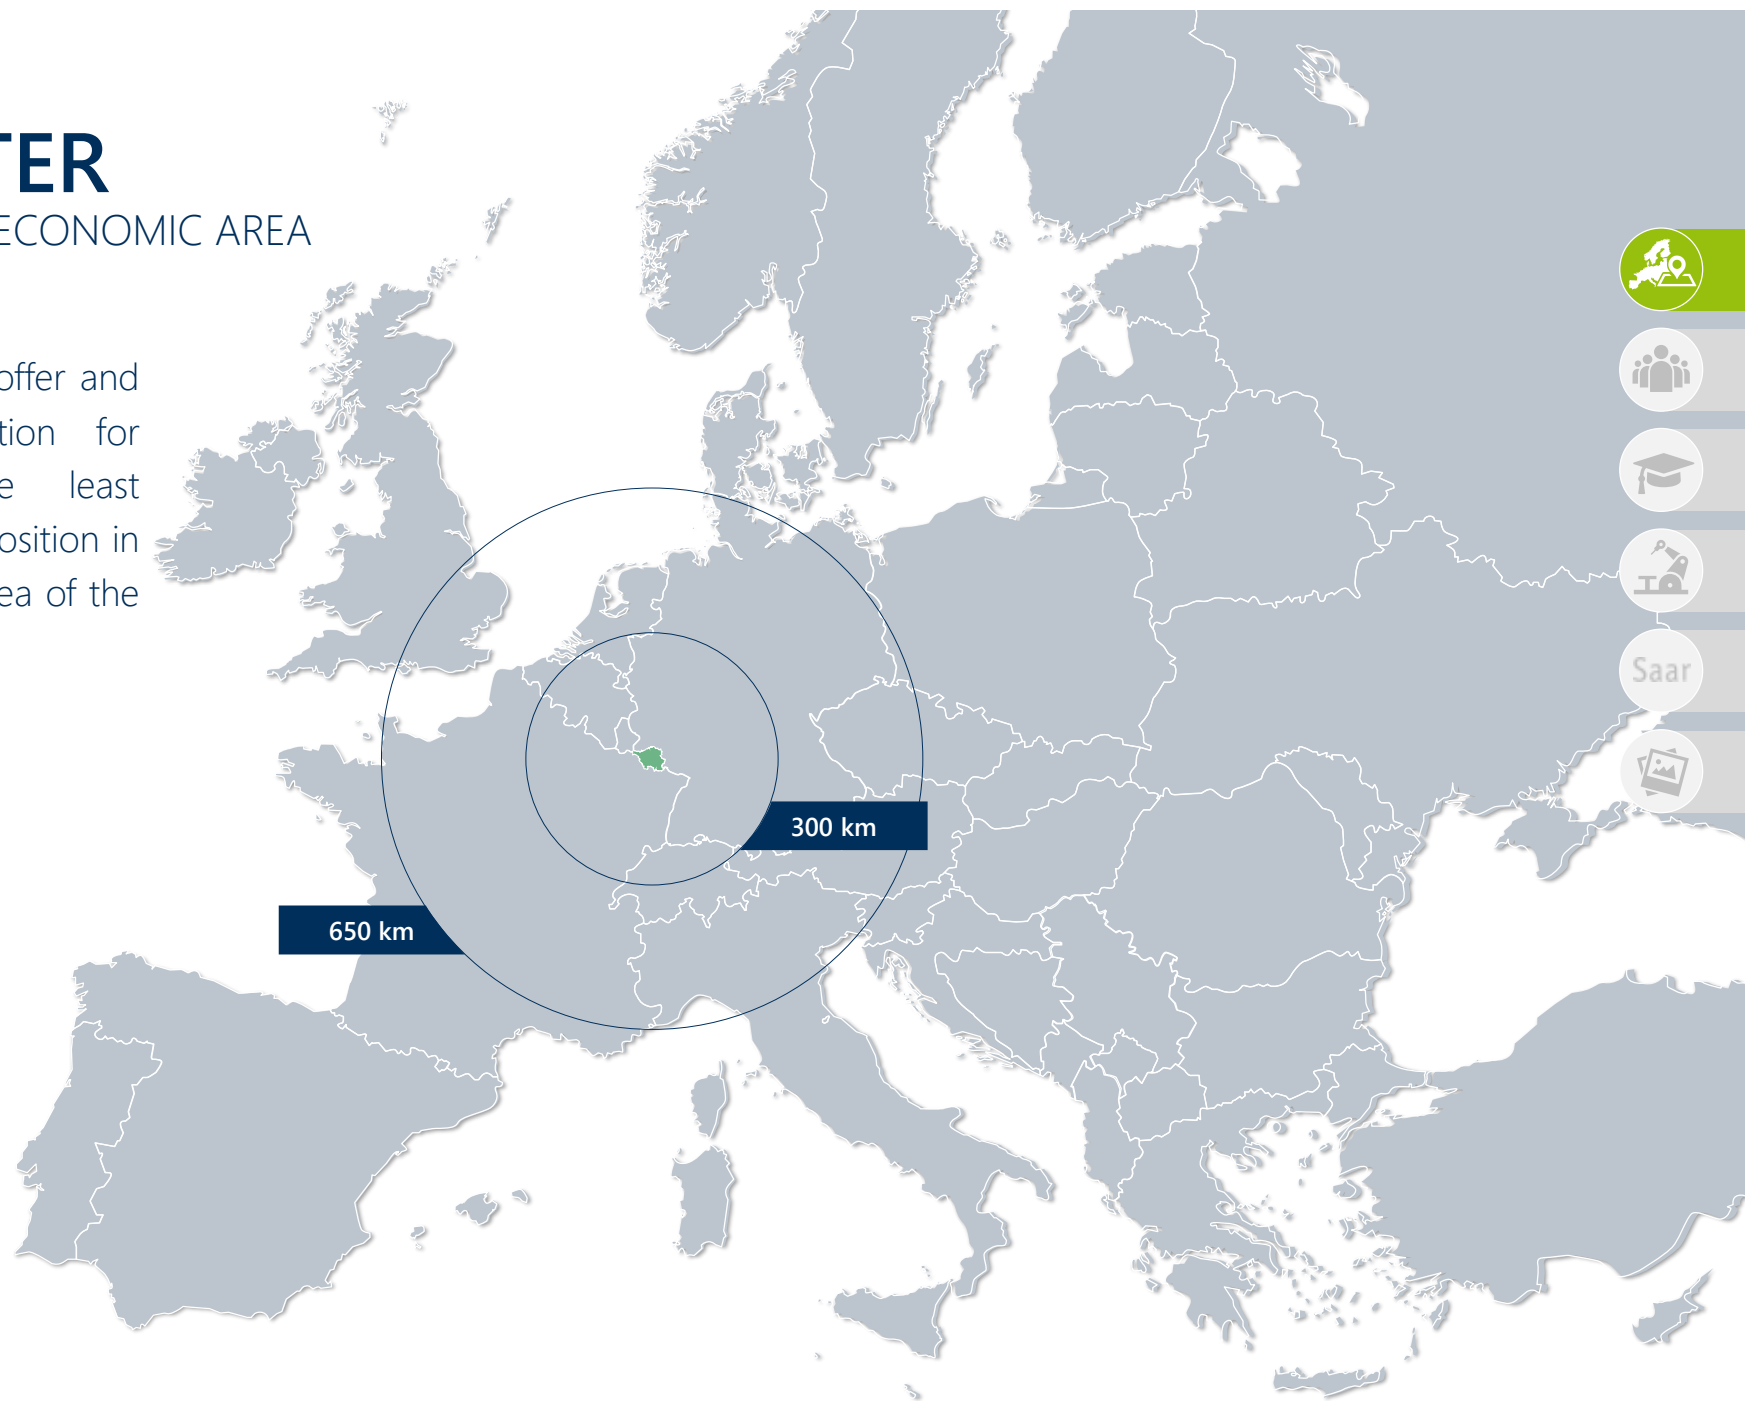 TER
ECONOMIC AREA
offer and
tion for
e least
osition in
ea of the
300 km
650 km
Saar